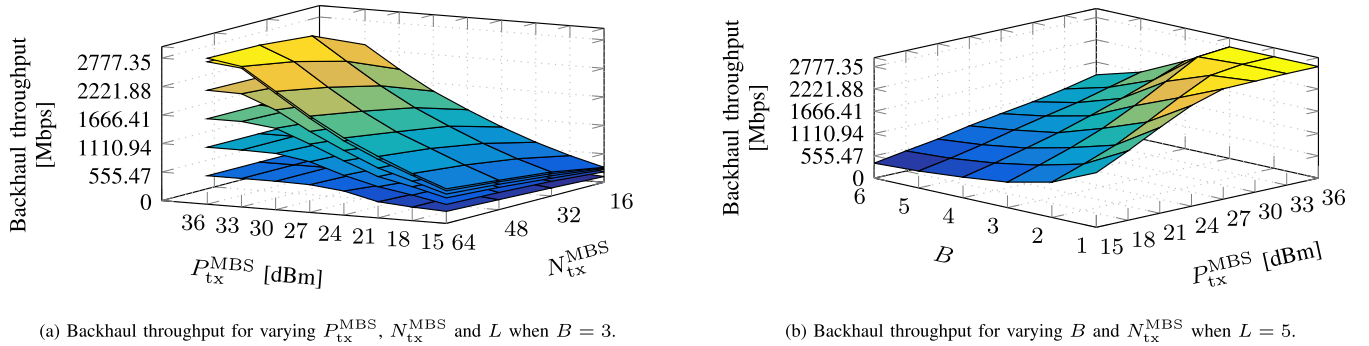 Backhaul throughput
[Mbps]
2777.35
2221.88
1666.41
1110.94
555.47
0
36 33 30 27 24 21 18 15
64 48 32 16
P_tx^MBS [dBm]
N_tx^MBS
(a) Backhaul throughput for varying P_tx^MBS, N_tx^MBS and L when B = 3.
Backhaul throughput
[Mbps]
2777.35
2221.88
1666.41
1110.94
555.47
0
6 5 4 3 2 1
15 18 21 24 27 30 33 36
B
P_tx^MBS [dBm]
(b) Backhaul throughput for varying B and N_tx^MBS when L = 5.